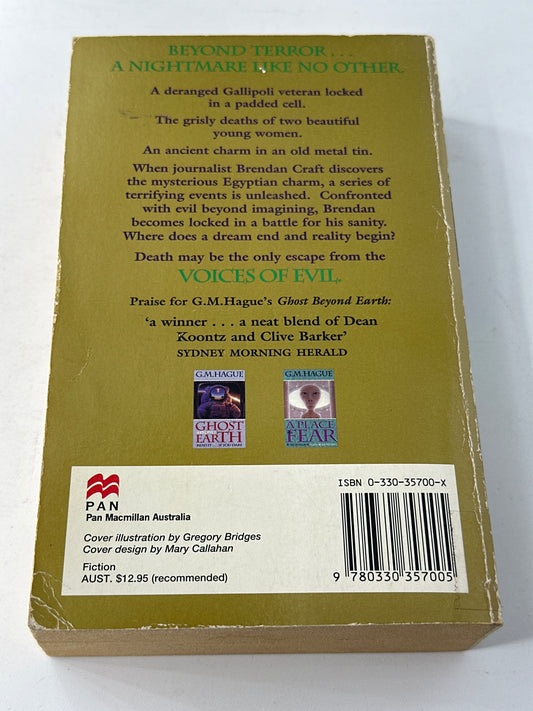 BEYOND TERROR . . .
A NIGHTMARE LIKE NO OTHER.
A deranged Gallipoli veteran locked
in a padded cell.
The grisly deaths of two beautiful
young women.
An ancient charm in an old metal tin.
When journalist Brendan Craft discovers
the mysterious Egyptian charm, a series of
terrifying events is unleashed. Confronted
with evil beyond imagining, Brendan
becomes locked in a battle for his sanity.
Where does a dream end and reality begin?
Death may be the only escape from the
VOICES OF EVIL.
Praise for G.M.Hague's Ghost Beyond Earth:
'a winner . . . a neat blend of Dean
Koontz and Clive Barker'
SYDNEY MORNING HERALD
G.M.HAGUE
GHOST
EARTH
G.M.HAGUE
A PLACE
FEAR
PAN
Pan Macmillan Australia
Cover illustration by Gregory Bridges
Cover design by Mary Callahan
Fiction
AUST. $12.95 (recommended)
ISBN 0-330-35700-X
9 780330 357005